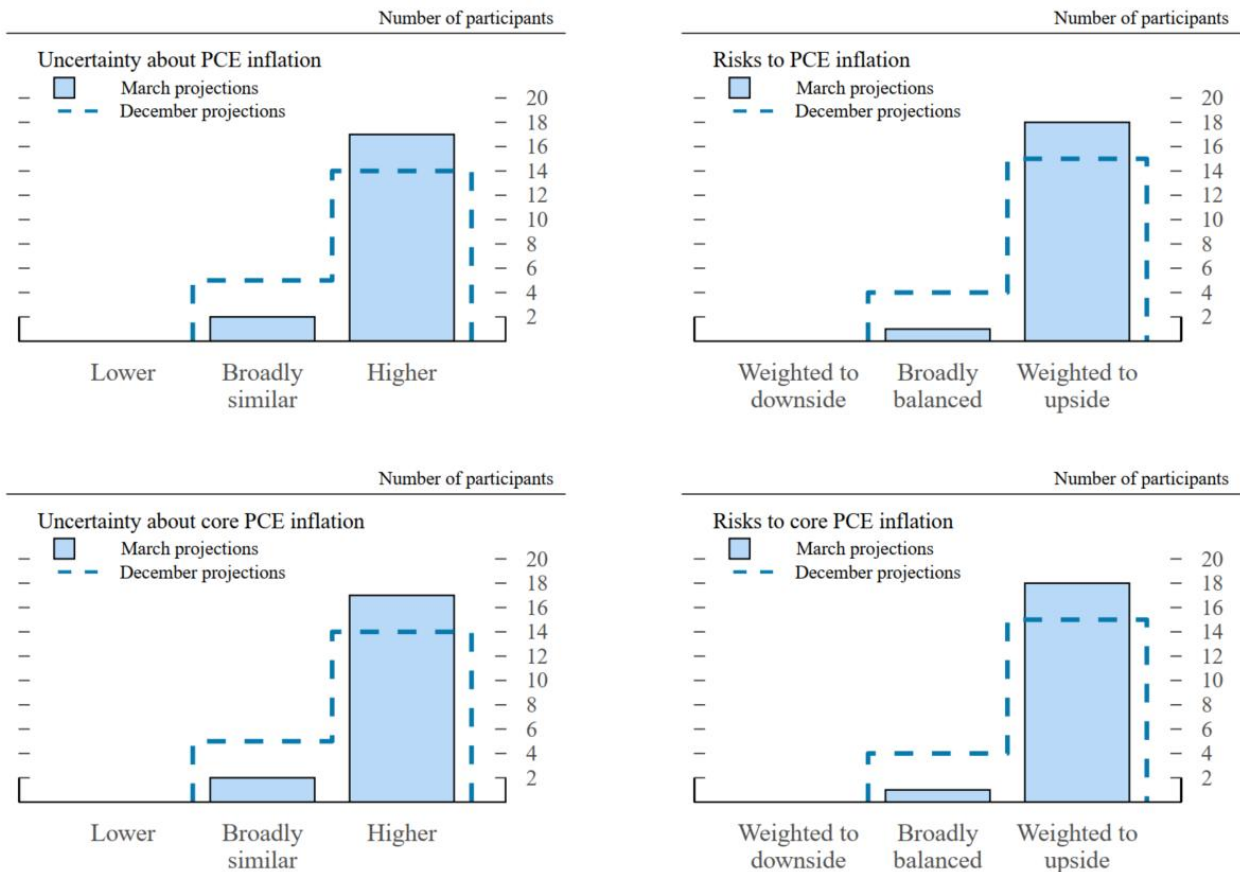 Number of participants
Uncertainty about PCE inflation
March projections
December projections
20
18
16
14
12
10
8
6
4
2
Lower
Broadly
similar
Higher
Number of participants
Risks to PCE inflation
March projections
December projections
20
18
16
14
12
10
8
6
4
2
Weighted to
downside
Broadly
balanced
Weighted to
upside
Number of participants
Uncertainty about core PCE inflation
March projections
December projections
20
18
16
14
12
10
8
6
4
2
Lower
Broadly
similar
Higher
Number of participants
Risks to core PCE inflation
March projections
December projections
20
18
16
14
12
10
8
6
4
2
Weighted to
downside
Broadly
balanced
Weighted to
upside